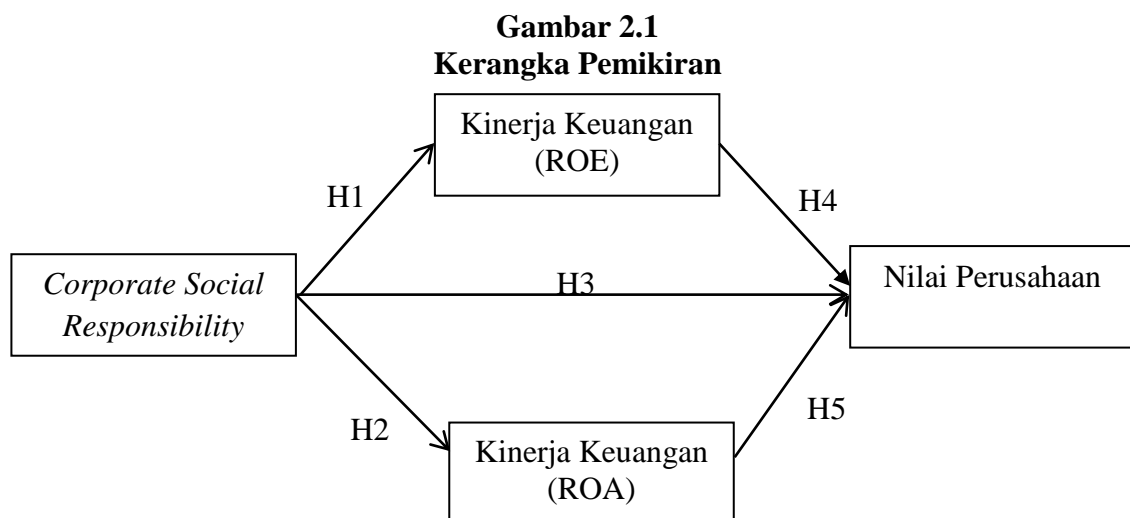 Gambar 2.1
Kerangka Pemikiran
Kinerja Keuangan
(ROE)
H1
H4
Corporate Social
Responsibility
H3
Nilai Perusahaan
H2
H5
Kinerja Keuangan
(ROA)